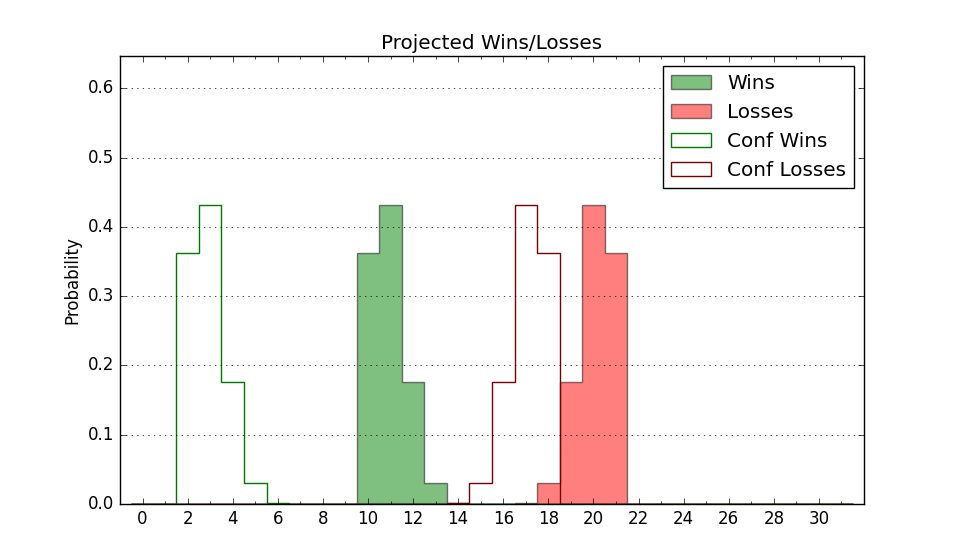 Projected Wins/Losses
Wins
Losses
Conf Wins
Conf Losses
Probability
0.6
0.5
0.4
0.3
0.2
0.1
0.0
0 2 4 6 8 10 12 14 16 18 20 22 24 26 28 30